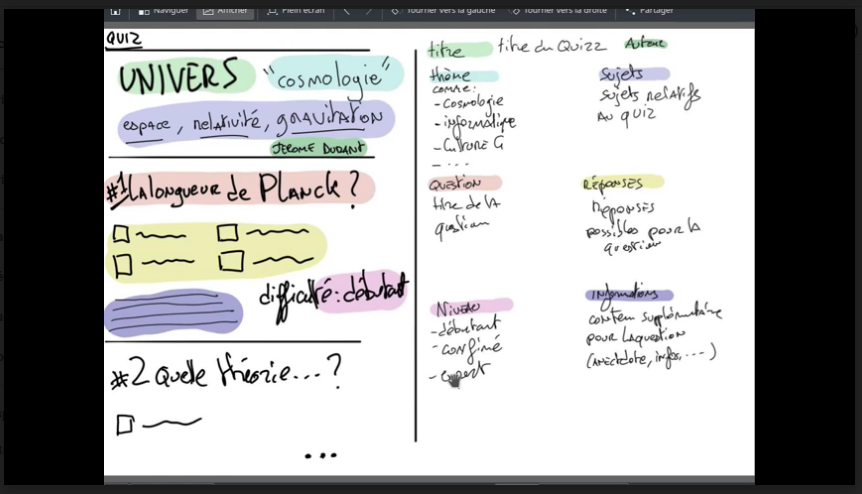 Naviguer Afficher Plein écran Tourner vers la gauche Tourner vers la droite Partager
QUIZ
UNIVERS "cosmologie"
espace, relativité, gravitation
JEROME DURANT
#1 La longueur de Planck ?
difficulté: débutant
#2 Quelle théorie...?
...
titre titre du Quizz Auteur
thème
comme:
- Cosmologie
- informatique
- Culture G
- ....
Sujets
sujets relatifs
au quiz
QUESTION
titre de la
question
RÉPONSES
Réponses
possibles pour la
question
Niveau
- débutant
- confirmé
- expert
Informations
contenu supplémentaire
pour la question
(anecdote, infos, ...)